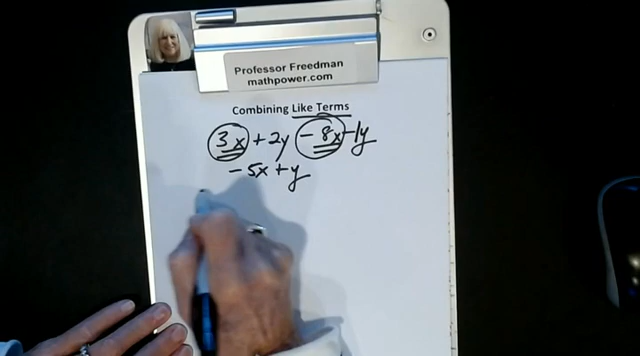 Professor Freedman
mathpower.com
Combining Like Terms
3x + 2y - 8x - 1y
- 5x + y